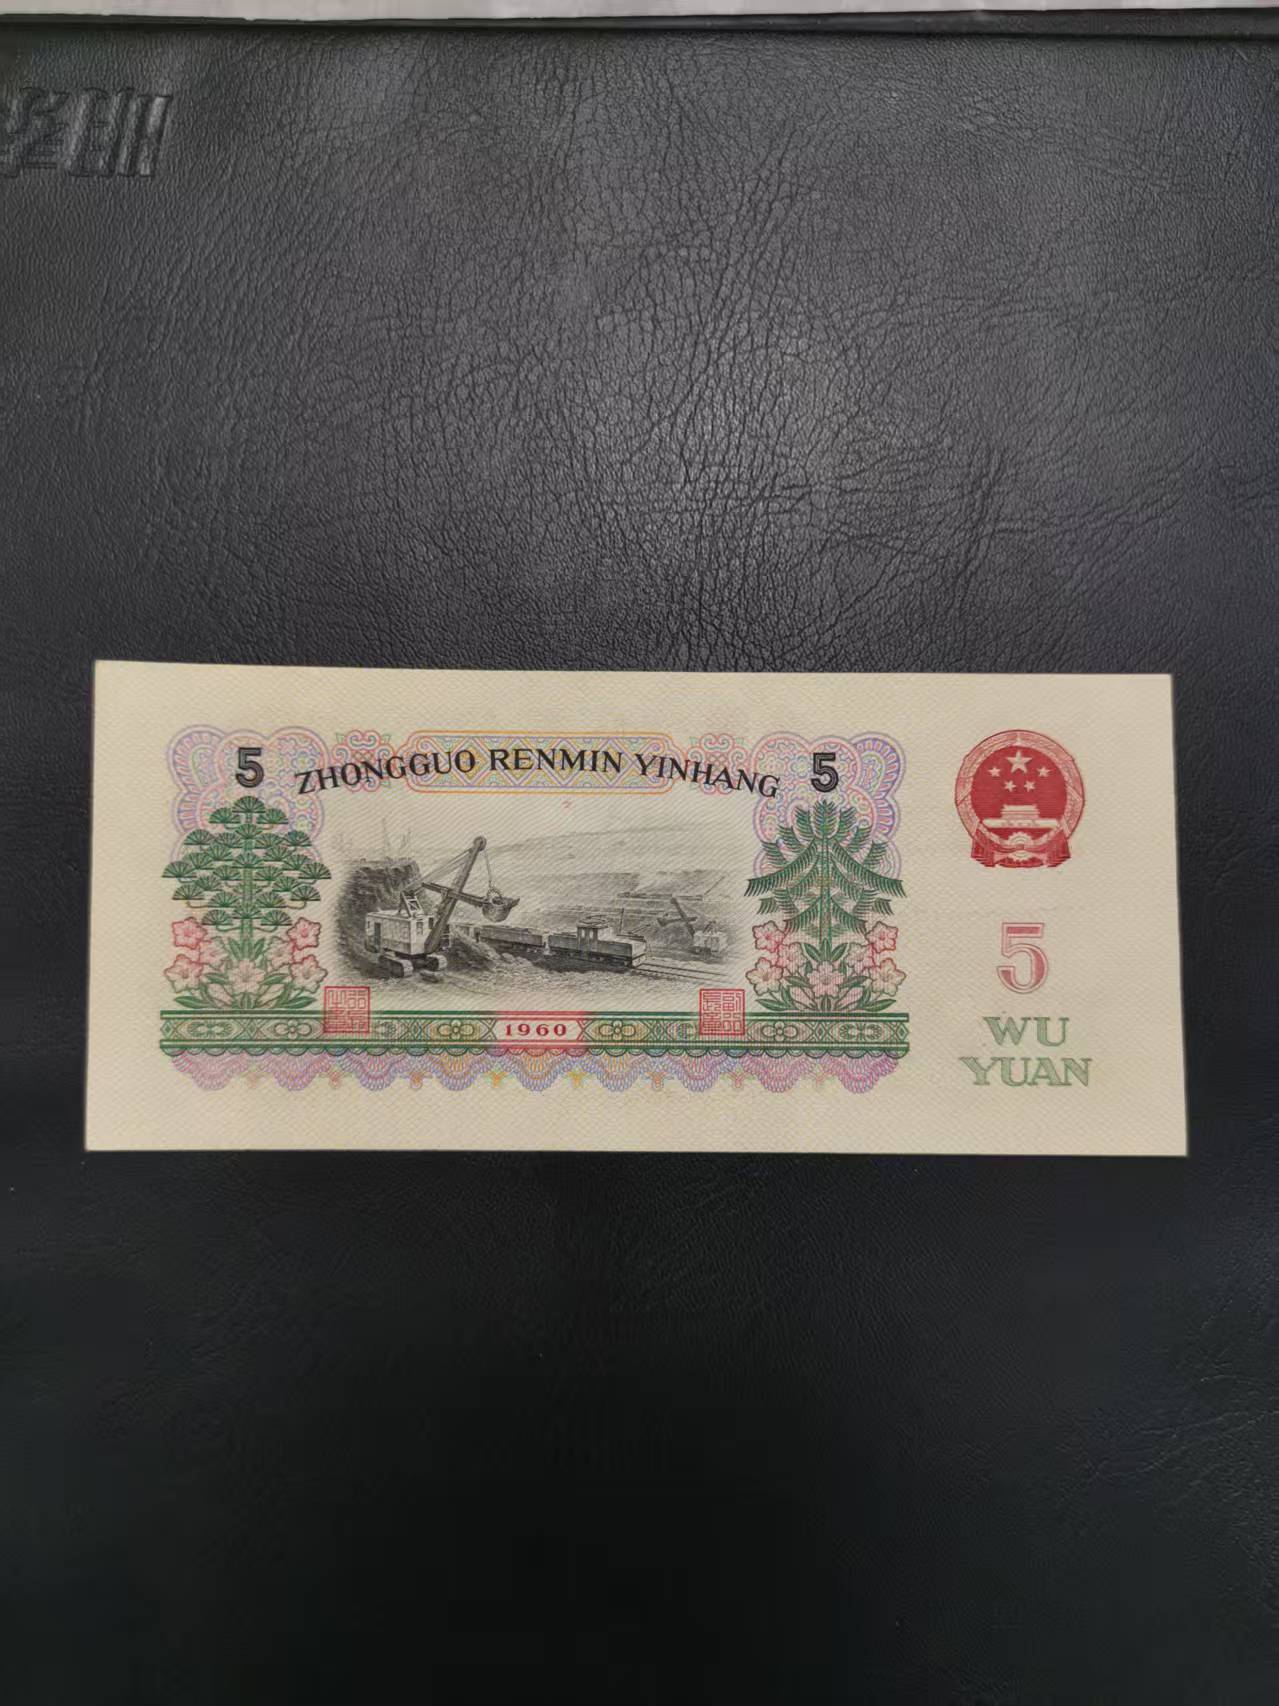 5 ZHONGGUO RENMIN YINHANG 5
1960
5
WU
YUAN